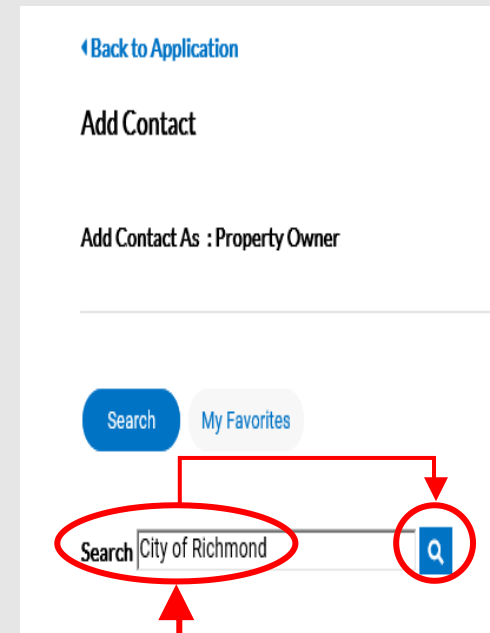 Back to Application
Add Contact
Add Contact As : Property Owner
Search My Favorites
Search City of Richmond